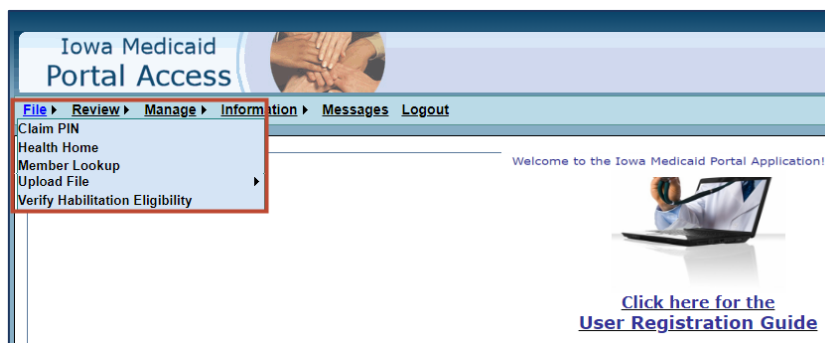 Iowa Medicaid
Portal Access
File Review Manage Information Messages Logout
Claim PIN
Health Home
Member Lookup
Upload File
Verify Habilitation Eligibility
Welcome to the Iowa Medicaid Portal Application!
Click here for the
User Registration Guide